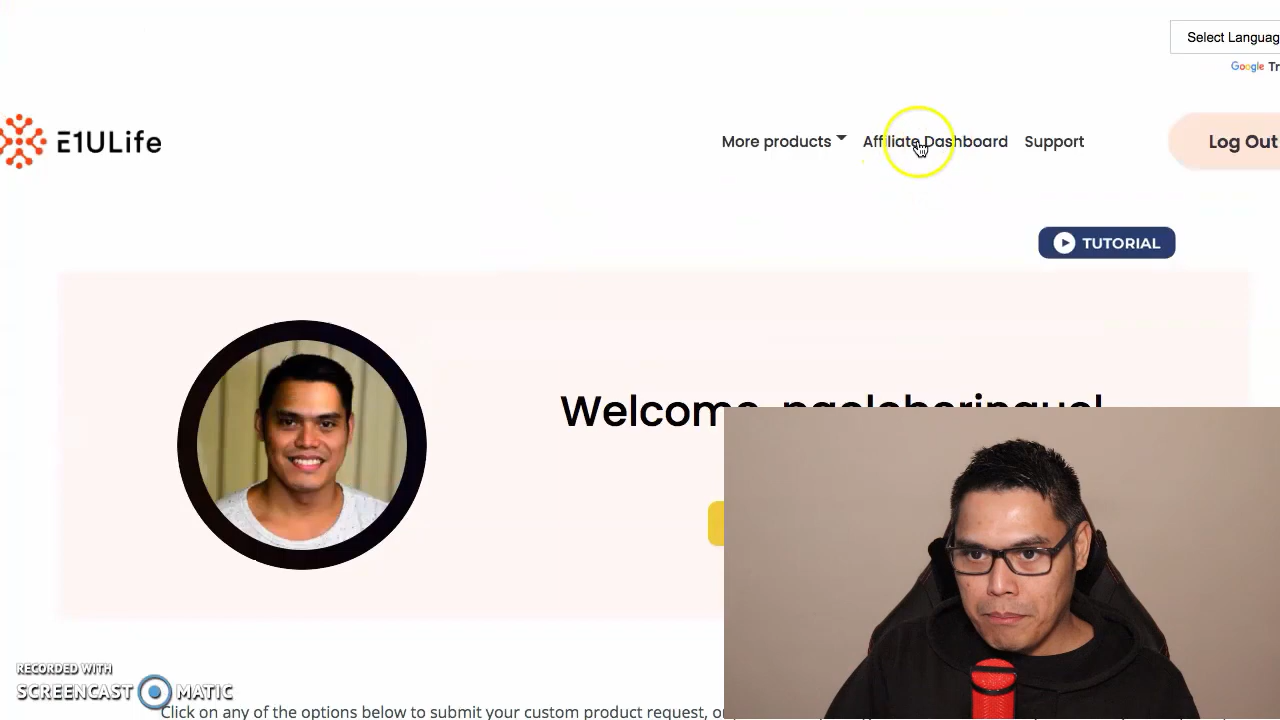 Select Languag
Google Tr
E1ULife
More products
Affiliate Dashboard
Support
Log Out
TUTORIAL
Welcome,
RECORDED WITH
SCREENCAST MATIC
Click on any of the options below to submit your custom product request, or